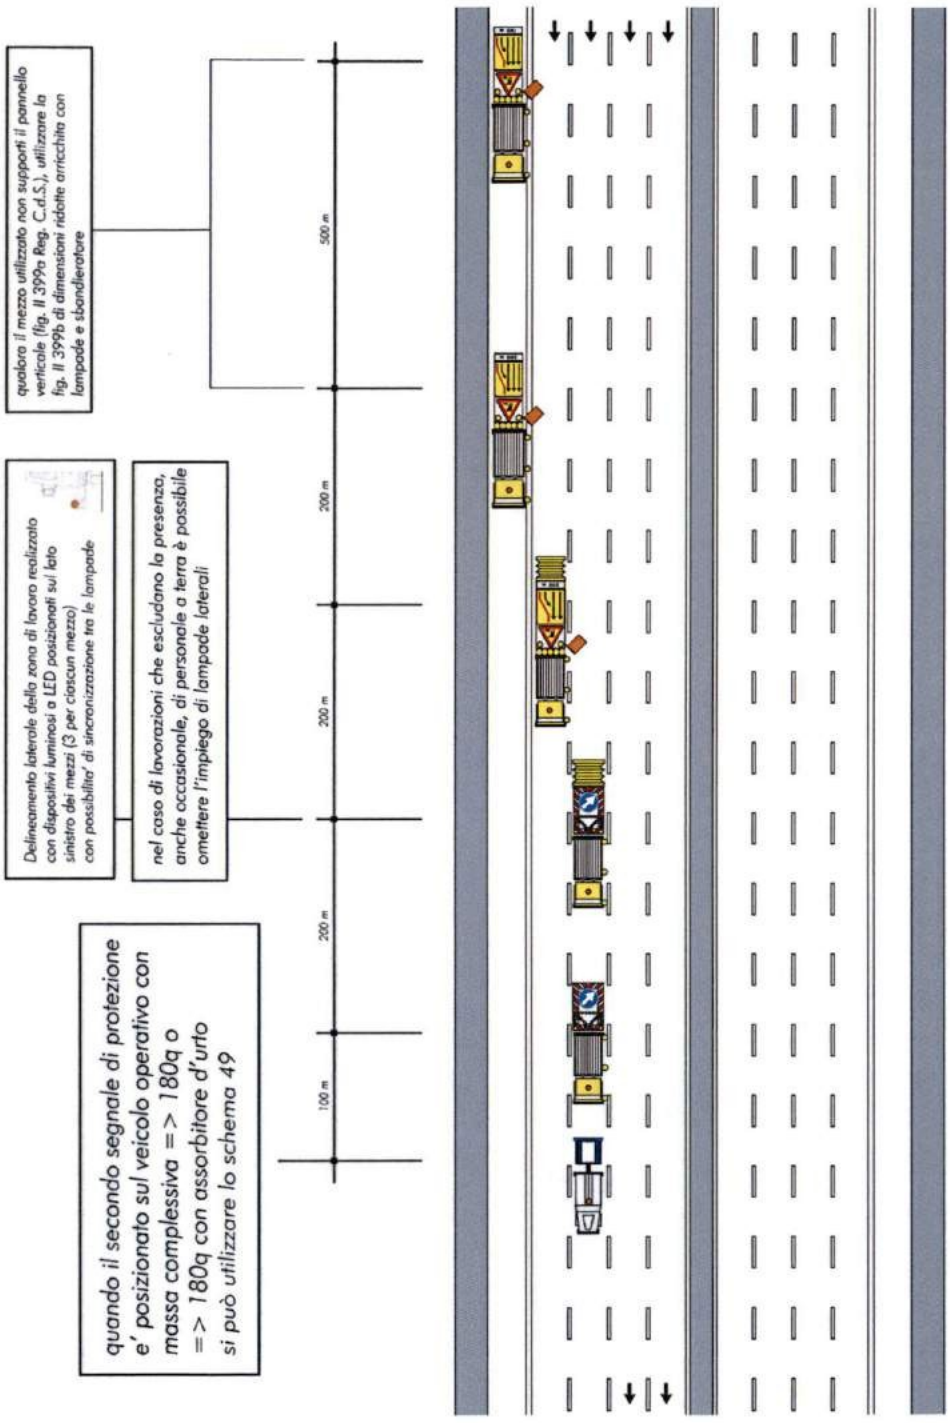 qualora il mezzo utilizzato non supporti il pannello
verticale (fig. II 399a Reg. C.d.S.), utilizzare la
fig. II 399b di dimensioni ridotte arricchita con
lampade e sbandieratore
Delineamento laterale della zona di lavoro realizzato
con dispositivi luminosi a LED posizionati sul lato
sinistro dei mezzi (3 per ciascun mezzo)
con possibilita' di sincronizzazione tra le lampade
nel caso di lavorazioni che escludano la presenza,
anche occasionale, di personale a terra è possibile
omettere l'impiego di lampade laterali
quando il secondo segnale di protezione
e' posizionato sul veicolo operativo con
massa complessiva => 180q o
=> 180q con assorbitore d'urto
si può utilizzare lo schema 49
100 m
200 m
200 m
200 m
500 m